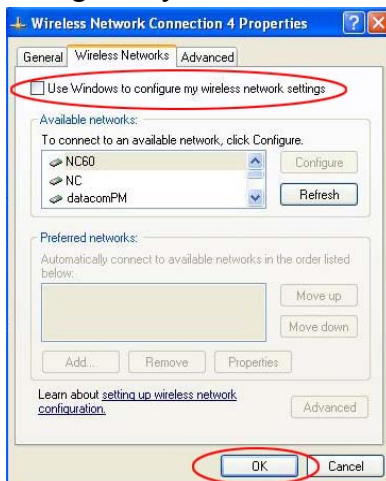 Wireless Network Connection 4 Properties
General Wireless Networks Advanced
Use Windows to configure my wireless network settings
Available networks:
To connect to an available network, click Configure.
NC60
Configure
NC
datacomPM
Refresh
Preferred networks:
Automatically connect to available networks in the order listed
below:
Move up
Move down
Add... Remove Properties
Learn about setting up wireless network
configuration.
Advanced
OK Cancel